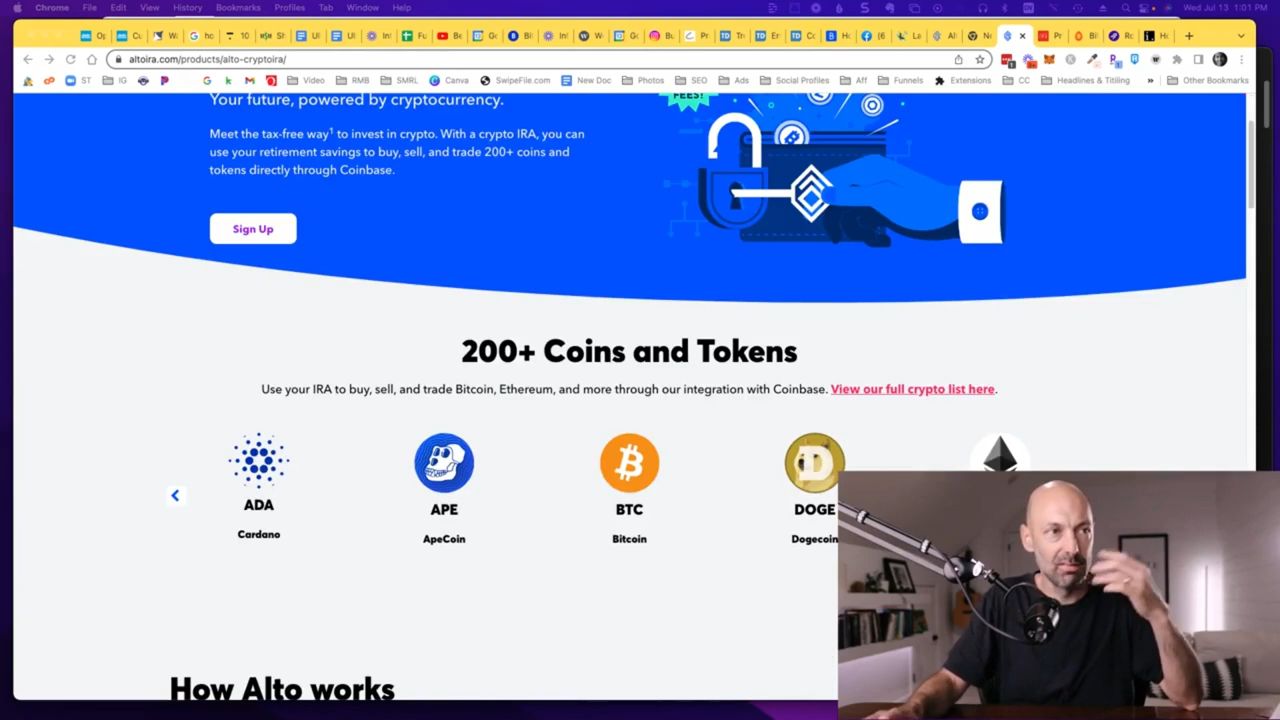 Chrome File Edit View History Bookmarks Profiles Tab Window Help Wed Jul 13 1:01 PM
altoira.com/products/alto-cryptoira/
IG ST RMB Video SMRL Canva SwipeFile.com New Doc Photos SEO Ads Social Profiles Aff Funnels Extensions CC Headlines & Titling » Other Bookmarks
Your future, powered by cryptocurrency.
FEES!
Meet the tax-free way1 to invest in crypto. With a crypto IRA, you can
use your retirement savings to buy, sell, and trade 200+ coins and
tokens directly through Coinbase.
Sign Up
200+ Coins and Tokens
Use your IRA to buy, sell, and trade Bitcoin, Ethereum, and more through our integration with Coinbase. View our full crypto list here.
ADA
APE
BTC
DOGE
Cardano
ApeCoin
Bitcoin
Dogecoin
How Alto works